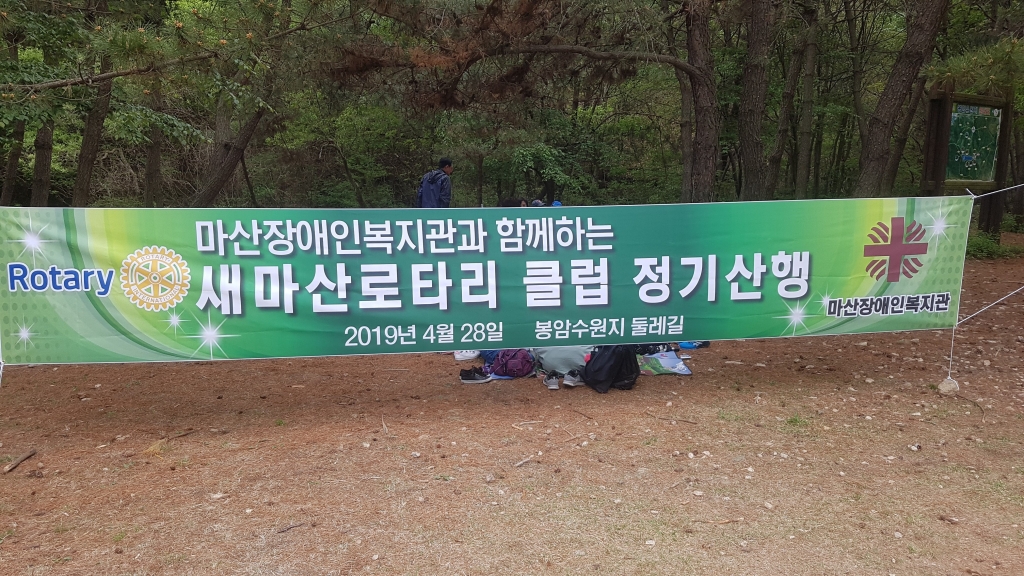 마산장애인복지관과 함께하는
새마산로타리 클럽 정기산행
2019년 4월 28일 봉암수원지 둘레길
Rotary
ROTARY
INTERNATIONAL
마산장애인복지관